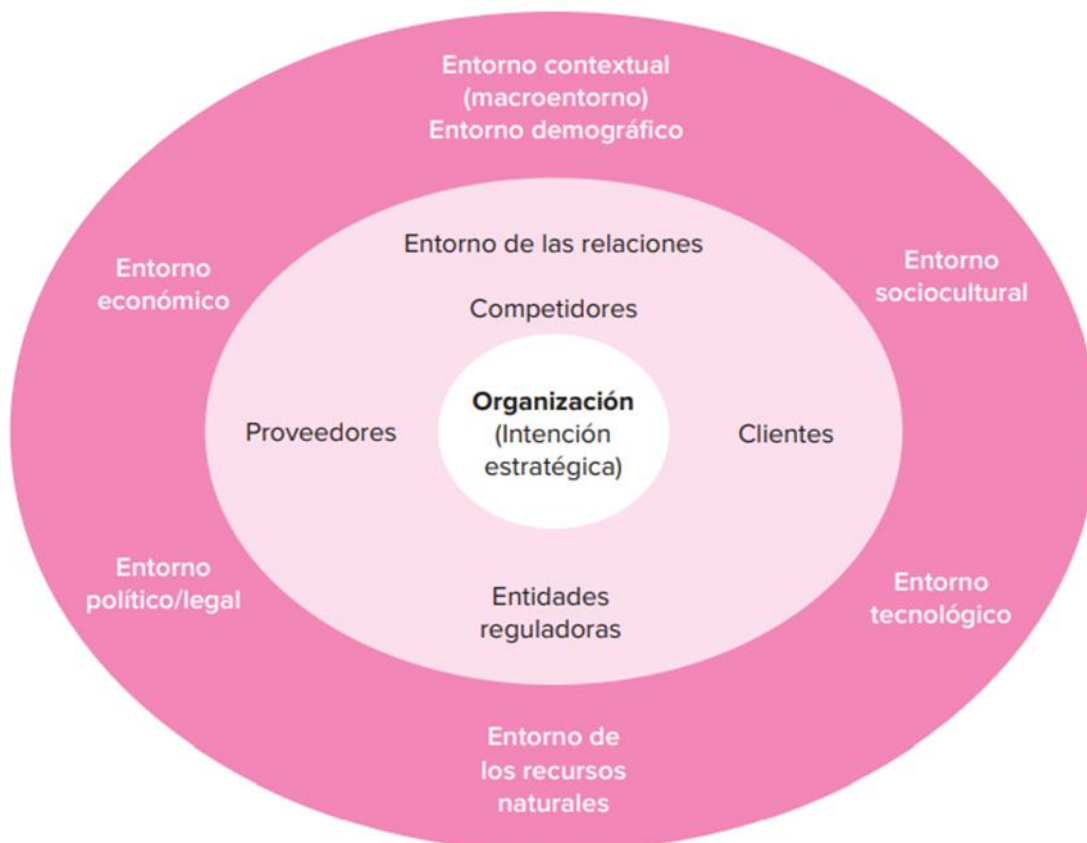 Entorno contextual
(macroentorno)
Entorno demográfico
Entorno de las relaciones
Entorno
económico
Entorno
sociocultural
Competidores
Organización
(Intención
estratégica)
Proveedores
Clientes
Entorno
político/legal
Entidades
reguladoras
Entorno
tecnológico
Entorno de
los recursos
naturales